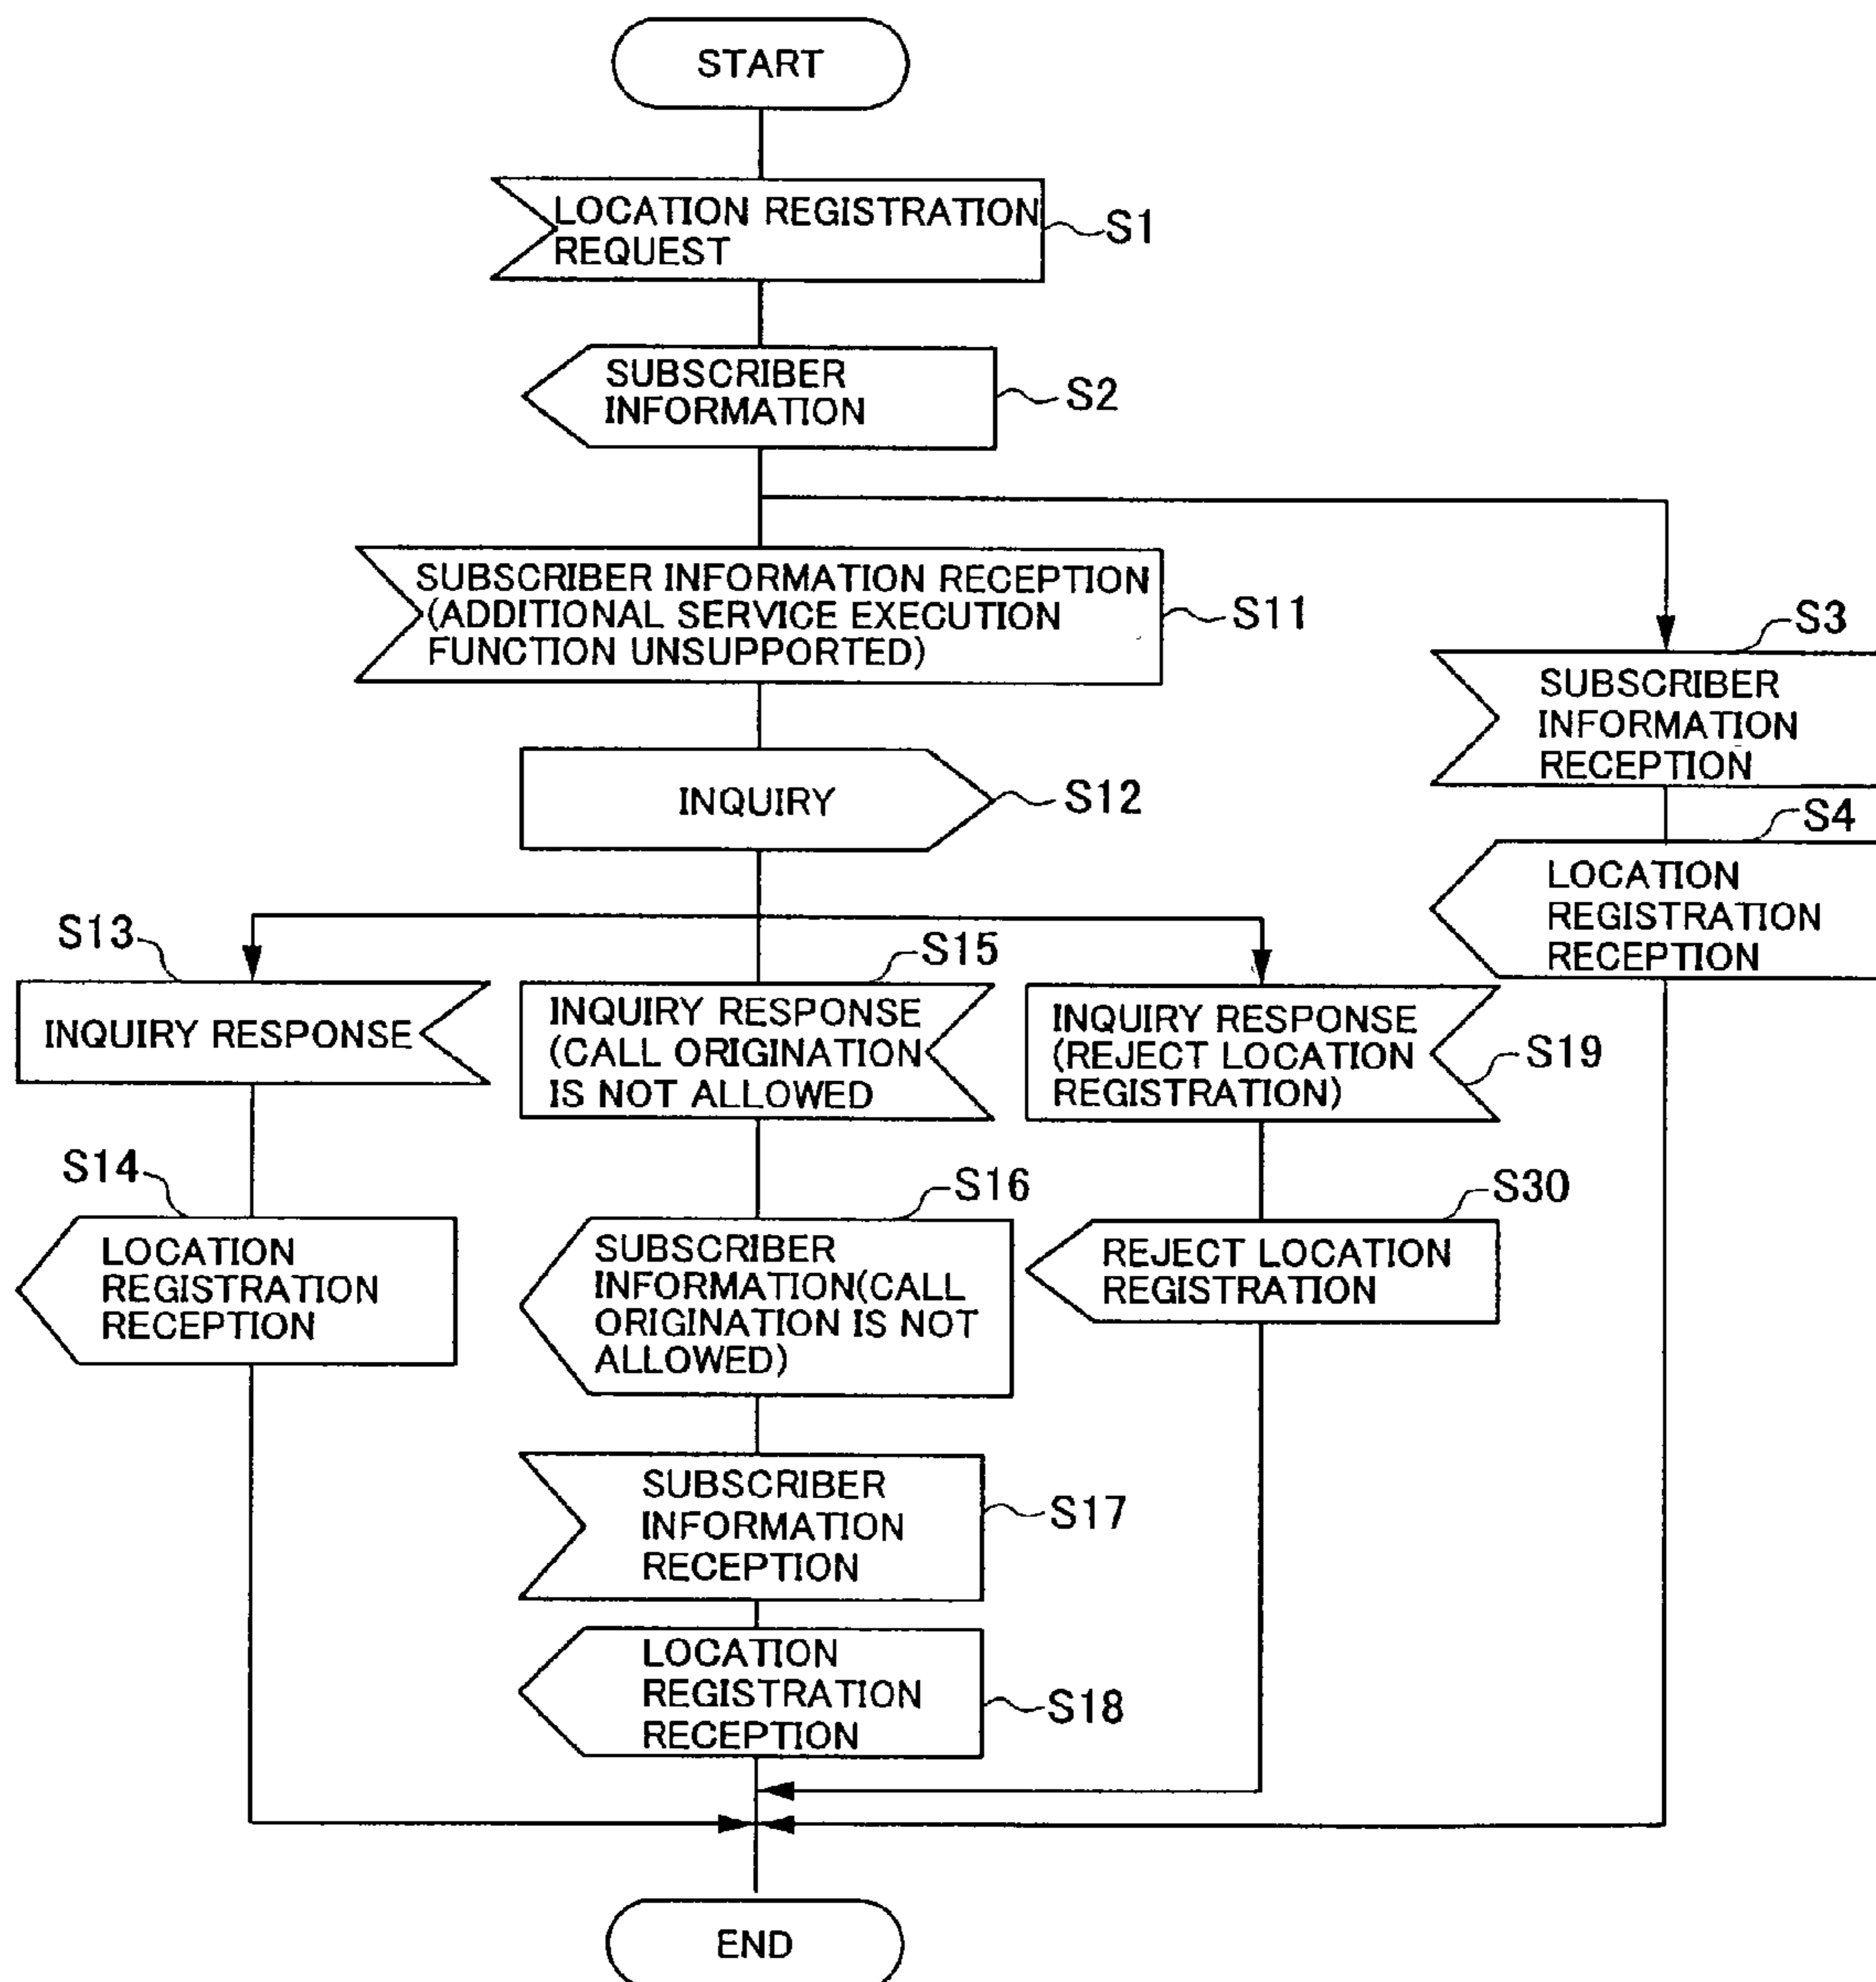 START
LOCATION REGISTRATION
REQUEST
S1
SUBSCRIBER
INFORMATION
S2
SUBSCRIBER INFORMATION RECEPTION
(ADDITIONAL SERVICE EXECUTION
FUNCTION UNSUPPORTED)
S11
S3
SUBSCRIBER
INFORMATION
RECEPTION
INQUIRY
S12
S4
LOCATION
REGISTRATION
RECEPTION
S13
INQUIRY RESPONSE
S15
INQUIRY RESPONSE
(CALL ORIGINATION
IS NOT ALLOWED
INQUIRY RESPONSE
(REJECT LOCATION
REGISTRATION)
S19
S14
LOCATION
REGISTRATION
RECEPTION
S16
SUBSCRIBER
INFORMATION(CALL
ORIGINATION IS NOT
ALLOWED)
S30
REJECT LOCATION
REGISTRATION
SUBSCRIBER
INFORMATION
RECEPTION
S17
LOCATION
REGISTRATION
RECEPTION
S18
END